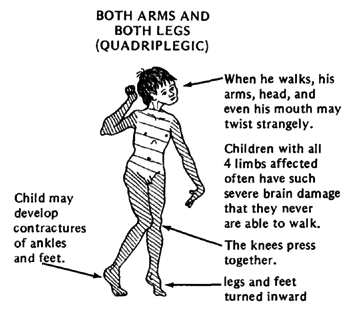 BOTH ARMS AND
BOTH LEGS
(QUADRIPLEGIC)
When he walks, his
arms, head, and
even his mouth may
twist strangely.
Children with all
4 limbs affected
often have such
severe brain damage
that they never
are able to walk.
The knees press
together.
legs and feet
turned inward
Child may
develop
contractures
of ankles
and feet.